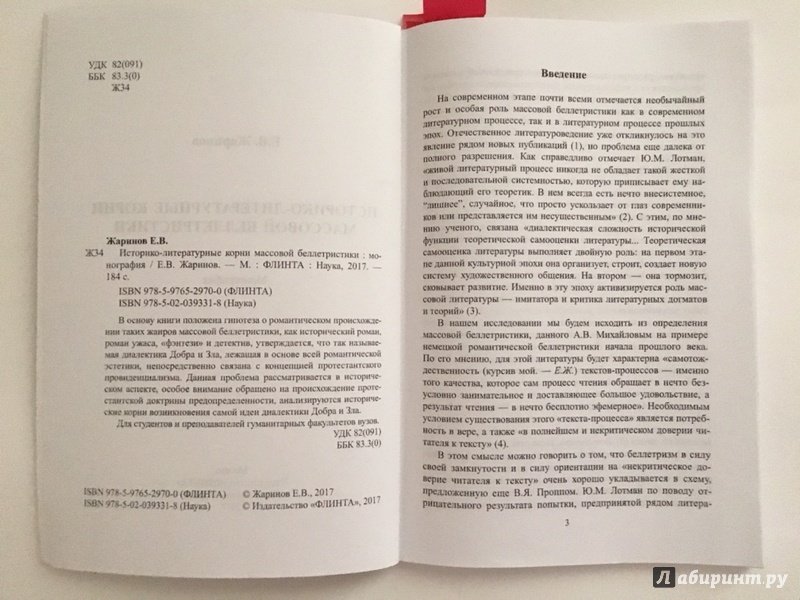 УДК 82(091)
ББК 83.3(0)
Ж34
Жаринов Е.В.
Ж34 Историко-литературные корни массовой беллетристики : мо-
нография / Е.В. Жаринов. — М. : ФЛИНТА : Наука, 2017. —
184 с.
ISBN 978-5-9765-2970-0 (ФЛИНТА)
ISBN 978-5-02-039331-8 (Наука)
В основу книги положена гипотеза о романтическом происхожде-
нии таких жанров массовой беллетристики, как исторический роман,
роман ужаса, «фэнтези» и детектив, утверждается, что так называе-
мая диалектика Добра и Зла, лежащая в основе всей романтической
эстетики, непосредственно связана с концепцией протестантского
провиденциализма. Данная проблема рассматривается в историче-
ском аспекте, особое внимание обращено на происхождение проте-
стантской доктрины предопределенности, анализируются историче-
ские корни возникновения самой идеи диалектики Добра и Зла.
Для студентов и преподавателей гуманитарных факультетов вузов.
УДК 82(091)
ББК 83.3(0)
ISBN 978-5-9765-2970-0 (ФЛИНТА) © Жаринов Е.В., 2017
ISBN 978-5-02-039331-8 (Наука) © Издательство «ФЛИНТА», 2017
Введение
На современном этапе почти всеми отмечается необычайный
рост и особая роль массовой беллетристики как в современном
литературном процессе, так и в литературном процессе прошлых
эпох. Отечественное литературоведение уже откликнулось на это
явление рядом новых публикаций (1), но проблема еще далека от
полного разрешения. Как справедливо отмечает Ю.М. Лотман,
«живой литературный процесс никогда не обладает такой жесткой
и последовательной системностью, которую приписывает ему на-
блюдающий его теоретик. В нем всегда есть нечто внесистемное,
“лишнее”, случайное, что просто ускользает от глаз современни-
ков или представляется им несущественным» (2). С этим, по мне-
нию ученого, связана «диалектическая сложность исторической
функции теоретической самооценки литературы... Теоретическая
самооценка литературы выполняет двойную роль: на первом эта-
пе данной культурной эпохи она организует, строит, создает новую
систему художественного общения. На втором — она тормозит,
сковывает развитие. Именно в эту эпоху активизируется роль мас-
совой литературы — имитатора и критика литературных догматов
и теорий» (3).
В нашем исследовании мы будем исходить из определения
массовой беллетристики, данного А.В. Михайловым на примере
немецкой романтической беллетристики начала прошлого века.
По его мнению, для этой литературы будет характерна «самотож-
дественность (курсив мой. — Е.Ж.) текстов-процессов — именно
того качества, которое сам процесс чтения обращает в нечто безу-
словно занимательное и доставляющее большое удовольствие, а
результат чтения — в нечто бесплотно эфемерное». Необходимым
условием существования этого «текста-процесса» является потреб-
ность в вере, а также «в полнейшем и некритическом доверии чи-
тателя к тексту» (4).
В этом смысле можно говорить о том, что беллетризм в силу
своей замкнутости и в силу ориентации на «некритическое дове-
рие читателя к тексту» очень хорошо укладывается в схему,
предложенную еще В.Я. Проппом. Ю.М. Лотман по поводу от-
рицательного результата попытки, предпринятой рядом литера-
3
Лабиринт.ру